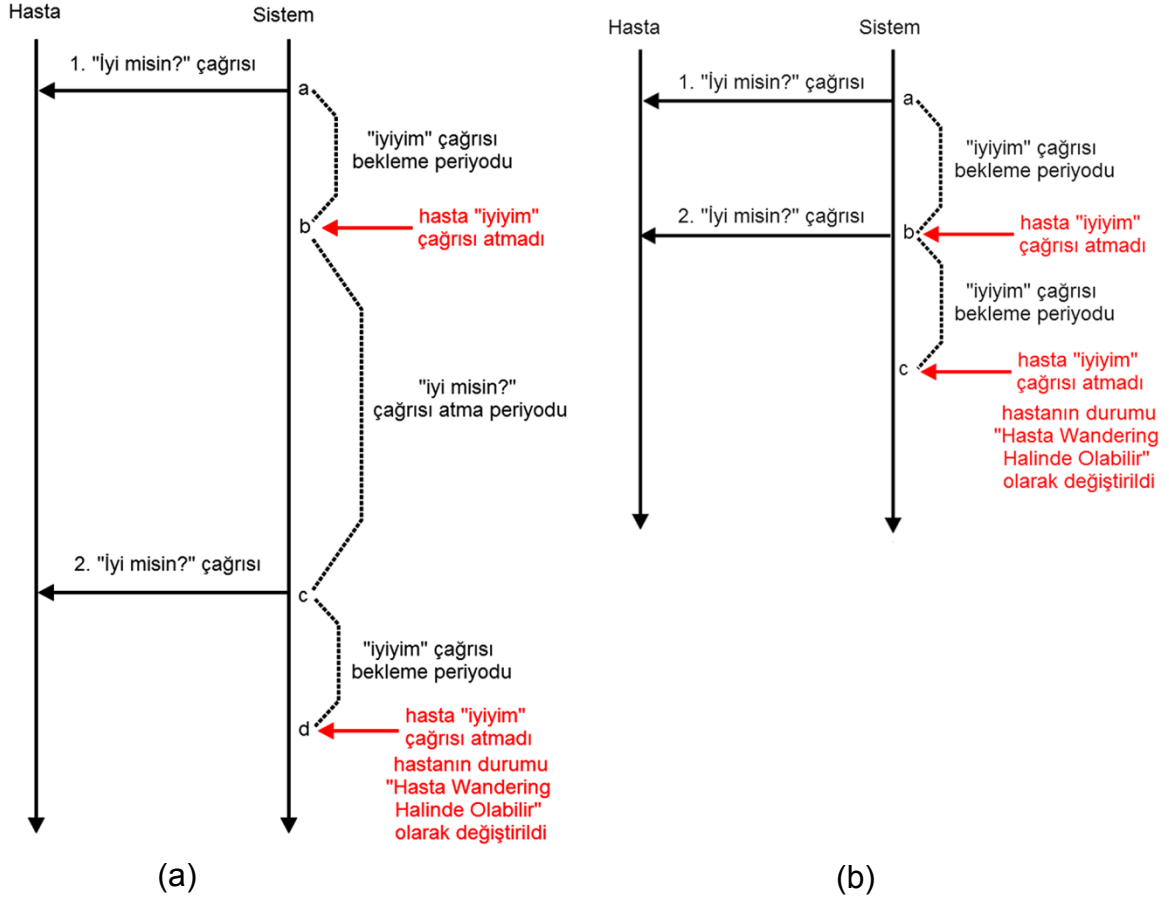 Hasta
Sistem
1. "İyi misin?" çağrısı
a
"iyiyim" çağrısı
bekleme periyodu
b
hasta "iyiyim"
çağrısı atmadı
"iyi misin?"
çağrısı atma periyodu
2. "İyi misin?" çağrısı
c
"iyiyim" çağrısı
bekleme periyodu
d
hasta "iyiyim"
çağrısı atmadı
hastanın durumu
"Hasta Wandering
Halinde Olabilir"
olarak değiştirildi
(a)
Hasta
Sistem
1. "İyi misin?" çağrısı
a
"iyiyim" çağrısı
bekleme periyodu
2. "İyi misin?" çağrısı
b
hasta "iyiyim"
çağrısı atmadı
"iyiyim" çağrısı
bekleme periyodu
c
hasta "iyiyim"
çağrısı atmadı
hastanın durumu
"Hasta Wandering
Halinde Olabilir"
olarak değiştirildi
(b)